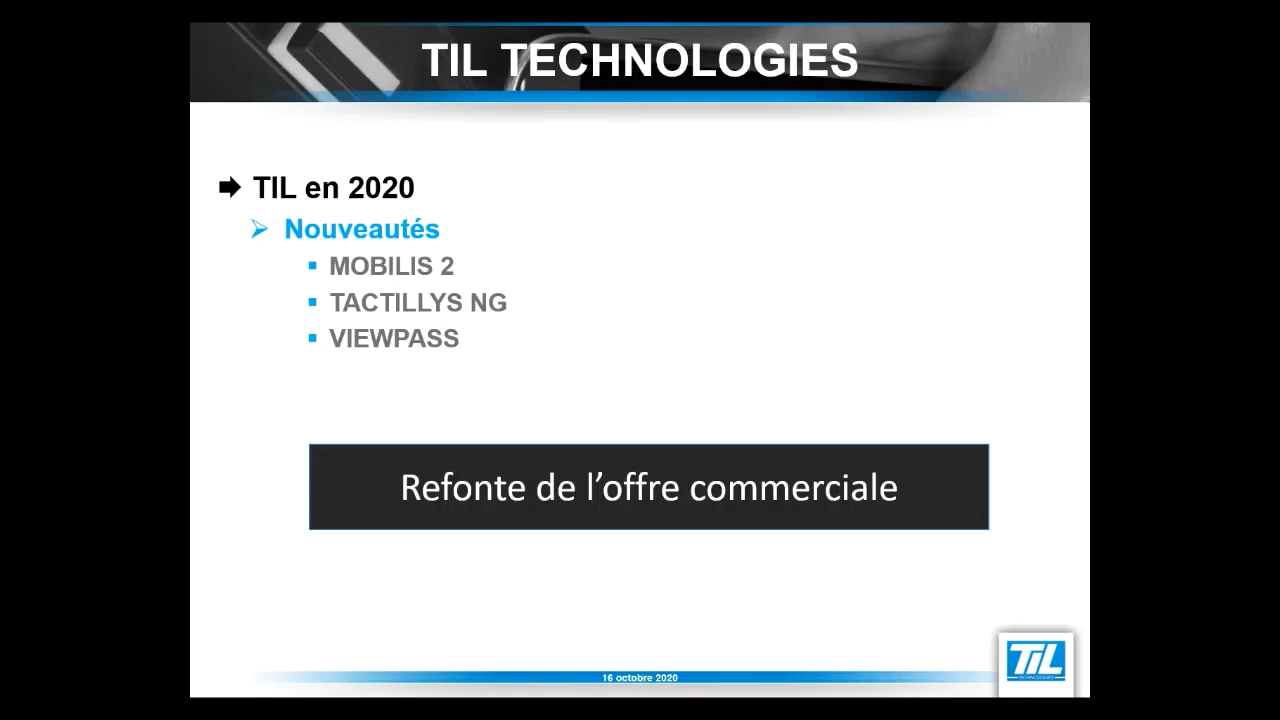 TIL TECHNOLOGIES
TIL en 2020
Nouveautés
MOBILIS 2
TACTILLYS NG
VIEWPASS
Refonte de l’offre commerciale
16 octobre 2020
TIL
TECHNOLOGIES